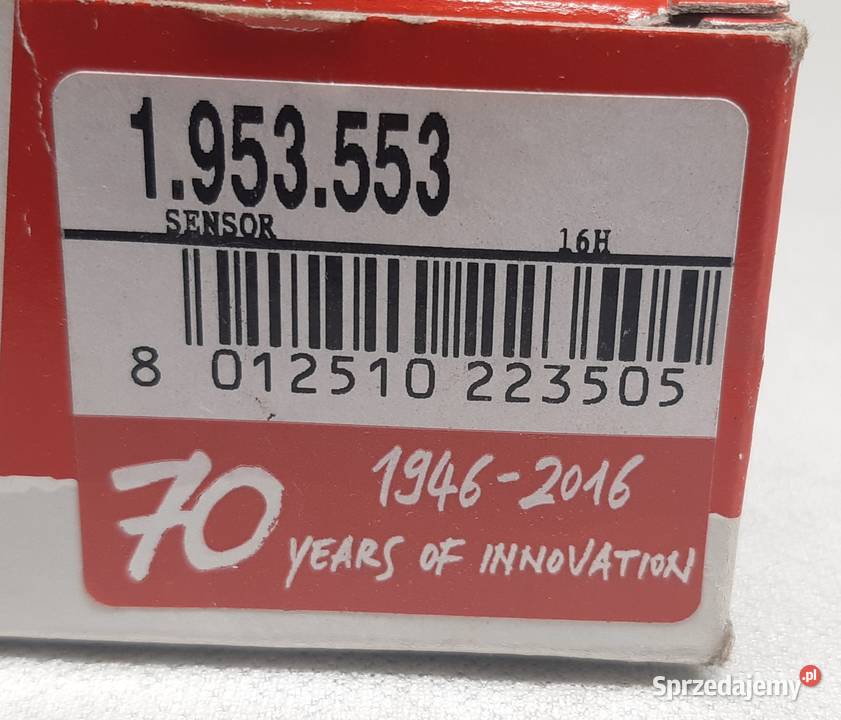 1.953.553
SENSOR 16H
8 012510 223505
70 1946-2016
YEARS OF INNOVATION
Sprzedajemy.pl